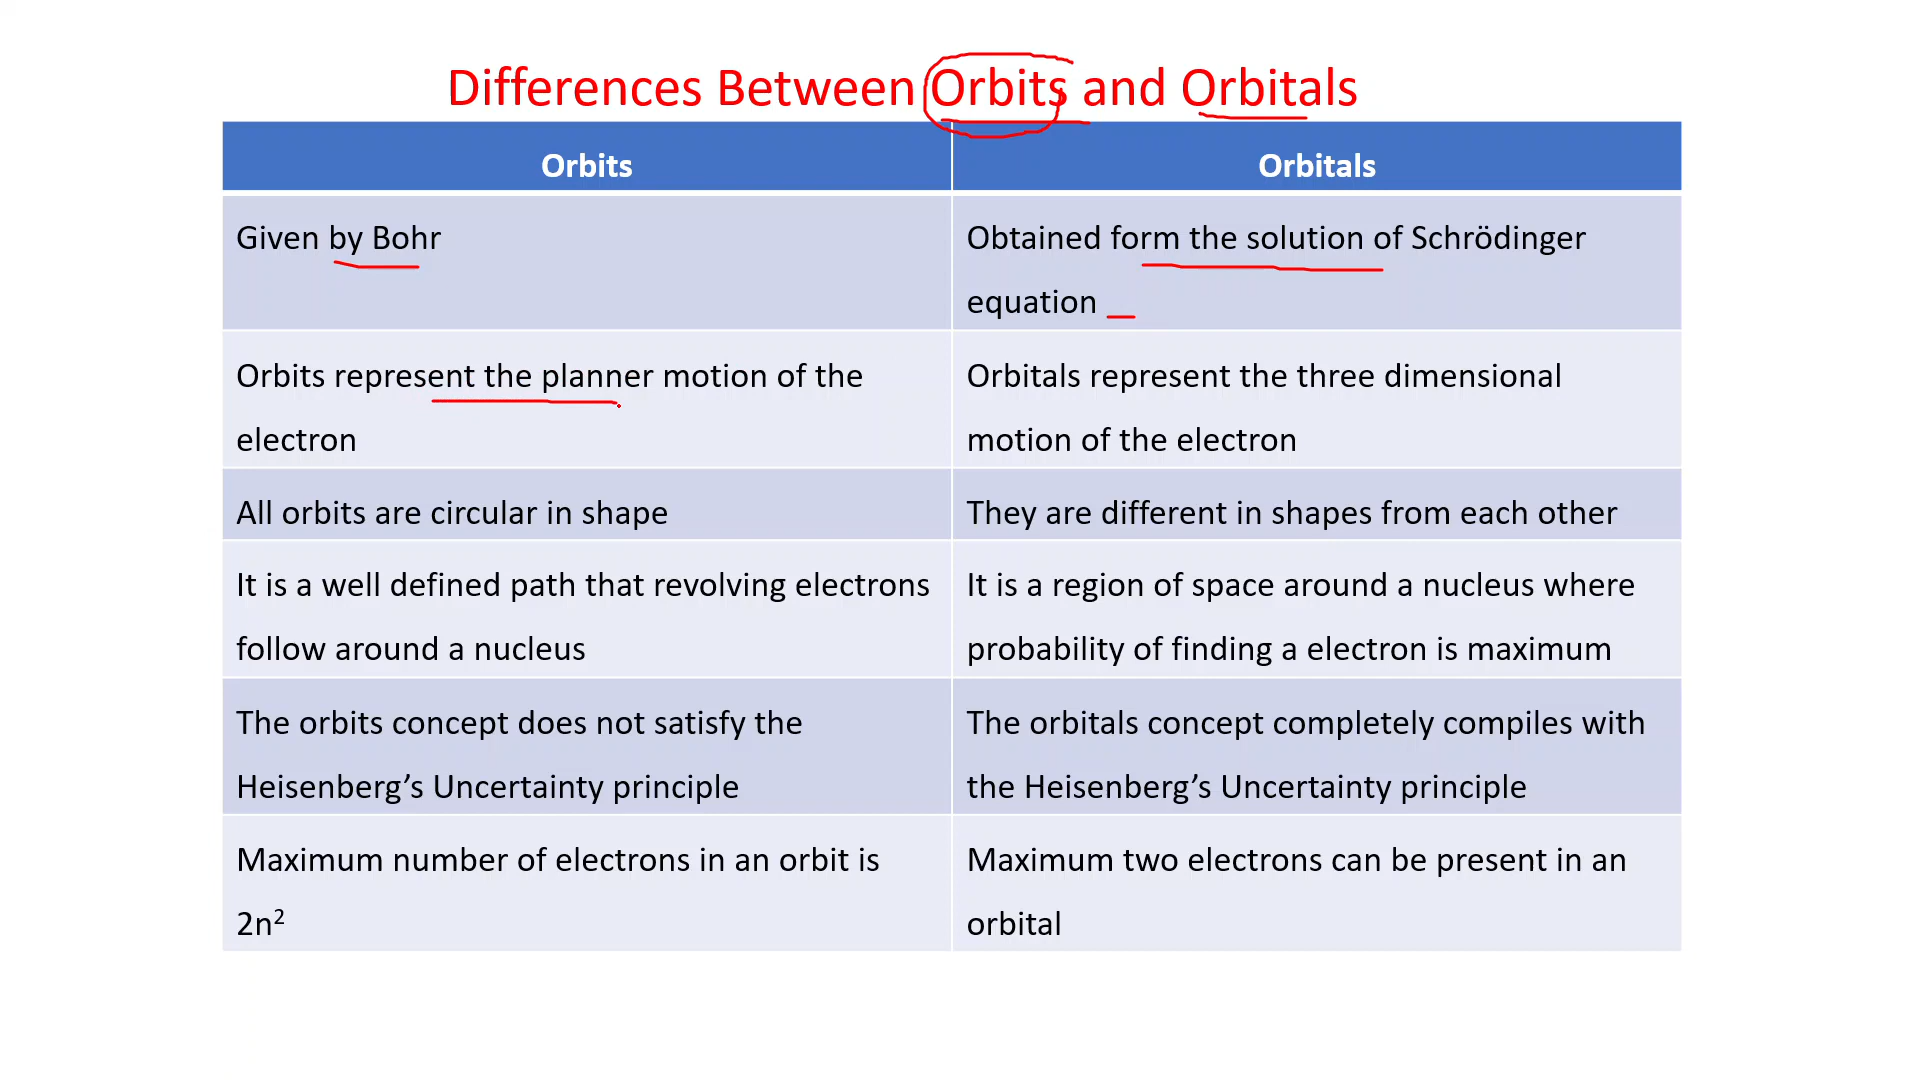 Differences Between Orbits and Orbitals
Orbits
Orbitals
Given by Bohr
Obtained form the solution of Schrödinger
equation
Orbits represent the planner motion of the
electron
Orbitals represent the three dimensional
motion of the electron
All orbits are circular in shape
They are different in shapes from each other
It is a well defined path that revolving electrons
follow around a nucleus
It is a region of space around a nucleus where
probability of finding a electron is maximum
The orbits concept does not satisfy the
Heisenberg’s Uncertainty principle
The orbitals concept completely compiles with
the Heisenberg’s Uncertainty principle
Maximum number of electrons in an orbit is
2n²
Maximum two electrons can be present in an
orbital